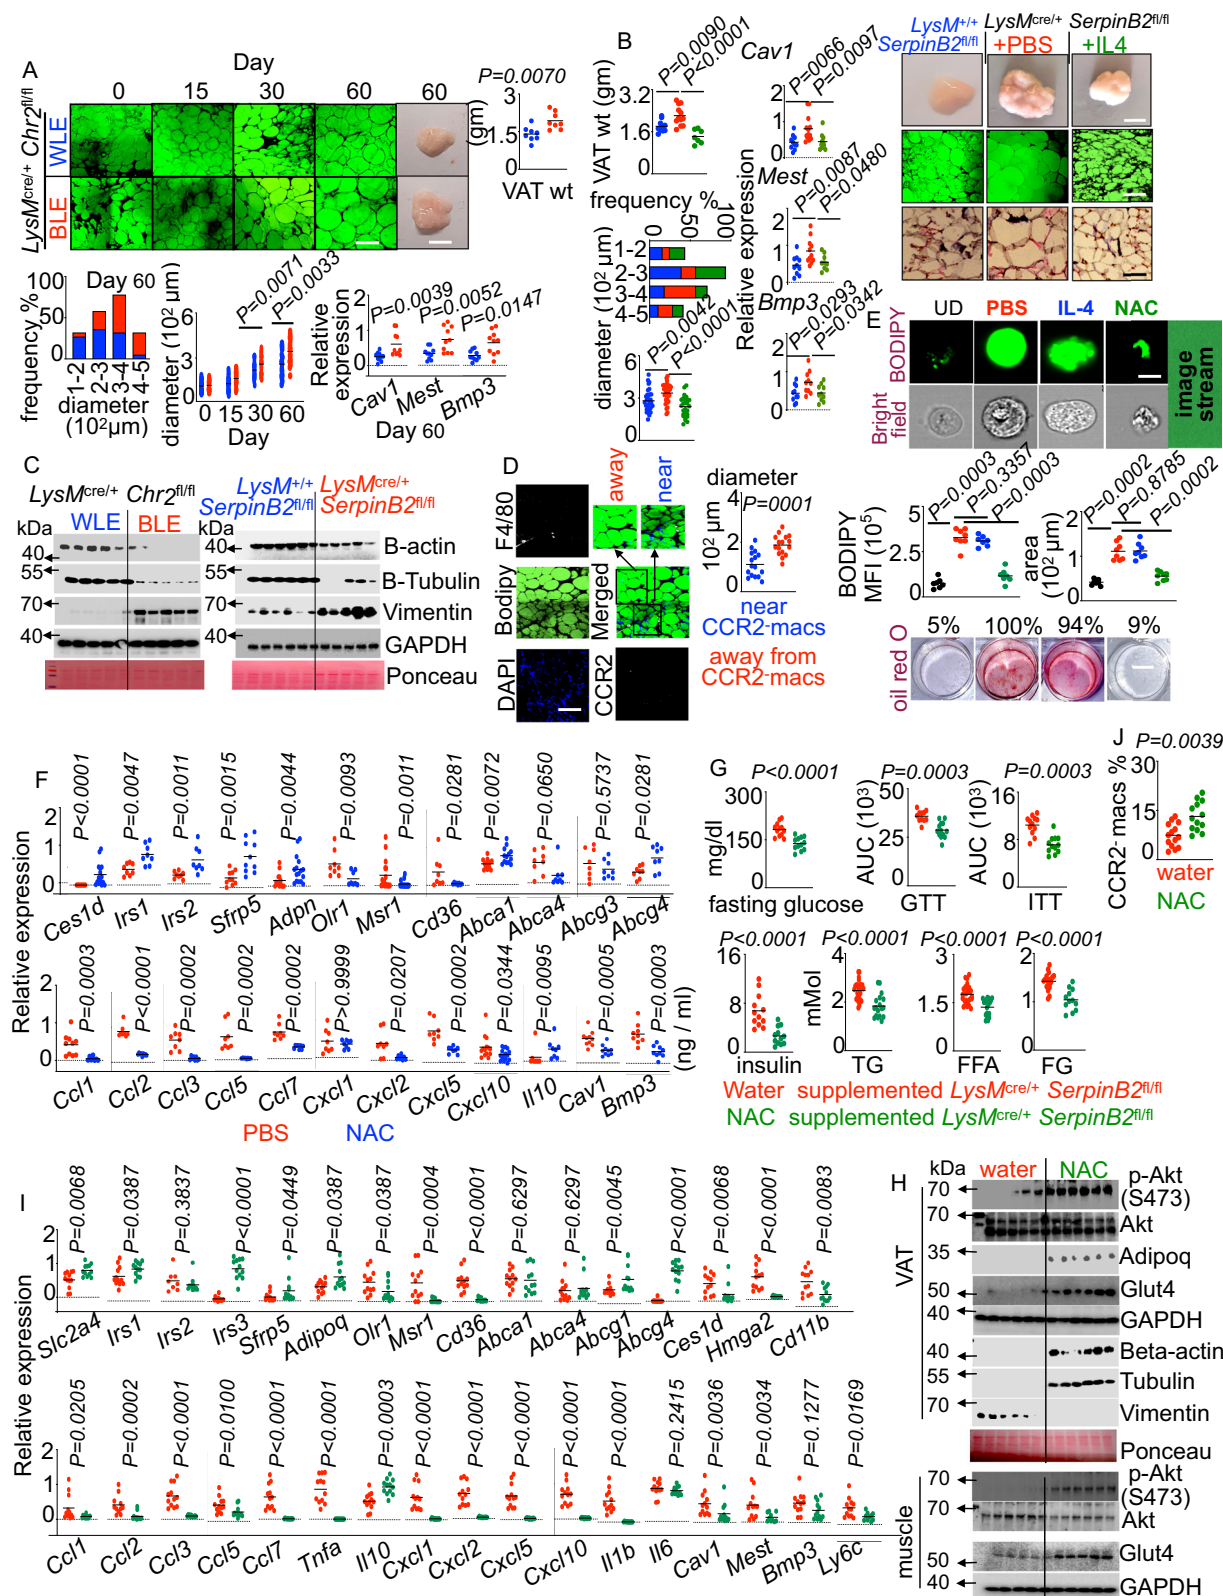 A
Day
0 15 30 60 60
LysMcre/+ Chr2fl/fl
WLE
BLE
P=0.0070
(gm)
3
1.5
0
VAT wt
frequency %
100
50
0
Day 60
1-2 2-3 3-4 4-5
diameter
(10²µm)
diameter (10² µm)
6
3
0
P=0.0071
P=0.0033
0 15 30 60
Day
Relative
expression
2
1
0
P=0.0039
P=0.0052
P=0.0147
Cav1 Mest Bmp3
Day 60
B
P=0.0090
P<0.0001
VAT wt (gm)
3.2
1.6
0
frequency %
0 50 100
diameter (10² µm)
1-2
2-3
3-4
4-5
P=0.0042
P<0.0001
6
3
0
Relative expression
Cav1
P=0066
P=0.0097
2
1
0
Mest
P=0.0087
P=0.0480
2
1
0
Bmp3
P=0.0293
P=0.0342
2
1
0
LysM+/+
SerpinB2fl/fl
LysMcre/+ SerpinB2fl/fl
+PBS +IL4
C
LysMcre/+ Chr2fl/fl
WLE BLE
LysM+/+
SerpinB2fl/fl
LysMcre/+
SerpinB2fl/fl
kDa kDa
40 40 B-actin
55 55 B-Tubulin
70 70 Vimentin
40 40 GAPDH
Ponceau
D
F4/80
away
near
Bodipy
Merged
DAPI
CCR2
diameter
P=0001
10² µm
4
2
0
near
CCR2-macs
away from
CCR2-macs
E
UD PBS IL-4 NAC
BODIPY
Bright
field
image
stream
P=0.0003
P=0.3357
P=0.0003
BODIPY
MFI (10⁵)
5
2.5
0
P=0.0002
P=0.8785
P=0.0002
area
(10² µm)
2
1
0
oil red O
5% 100% 94% 9%
F
Relative expression
P<0.0001 P=0.0047 P=0.0011 P=0.0015 P=0.0044 P=0.0093 P=0.0011 P=0.0281 P=0.0072 P=0.0650 P=0.5737 P=0.0281
2
1
0
Ces1d Irs1 Irs2 Sfrp5 Adpn Olr1 Msr1 Cd36 Abca1 Abca4 Abcg3 Abcg4
P=0.0003 P<0.0001 P=0.0002 P=0.0002 P=0.0002 P>0.9999 P=0.0207 P=0.0002 P=0.0344 P=0.0095 P=0.0005 P=0.0003
2
1
0
Ccl1 Ccl2 Ccl3 Ccl5 Ccl7 Cxcl1 Cxcl2 Cxcl5 Cxcl10 Il10 Cav1 Bmp3
PBS NAC
G
P<0.0001
mg/dl
300
150
0
fasting glucose
P=0.0003
AUC (10³)
50
25
0
GTT
P=0.0003
AUC (10³)
16
8
0
ITT
P<0.0001
(ng / ml)
16
8
0
insulin
P<0.0001
mMol
4
2
0
TG
P<0.0001
3
1.5
0
FFA
P<0.0001
2
1
0
FG
Water supplemented LysMcre/+ SerpinB2fl/fl
NAC supplemented LysMcre/+ SerpinB2fl/fl
J
P=0.0039
CCR2- macs %
30
15
0
water
NAC
H
kDa water NAC
VAT
70 p-Akt
(S473)
70 Akt
35 Adipoq
50 Glut4
40 GAPDH
40 Beta-actin
55 Tubulin
70 Vimentin
Ponceau
muscle
70 p-Akt
(S473)
70 Akt
50 Glut4
40 GAPDH
I
Relative expression
P=0.0068 P=0.0387 P=0.3837 P<0.0001 P=0.0449 P=0.0387 P=0.0387 P=0.0004 P<0.0001 P=0.6297 P=0.6297 P=0.0045 P<0.0001 P=0.0068 P<0.0001 P=0.0083
2
1
0
Slc2a4 Irs1 Irs2 Irs3 Sfrp5 Adipoq Olr1 Msr1 Cd36 Abca1 Abca4 Abcg1 Abcg4 Ces1d Hmga2 Cd11b
P=0.0205 P=0.0002 P<0.0001 P=0.0100 P<0.0001 P<0.0001 P=0.0003 P<0.0001 P<0.0001 P<0.0001 P<0.0001 P<0.0001 P=0.2415 P=0.0036 P=0.0034 P=0.1277 P=0.0169
2
1
0
Ccl1 Ccl2 Ccl3 Ccl5 Ccl7 Tnfa Il10 Cxcl1 Cxcl2 Cxcl5 Cxcl10 Il1b Il6 Cav1 Mest Bmp3 Ly6c